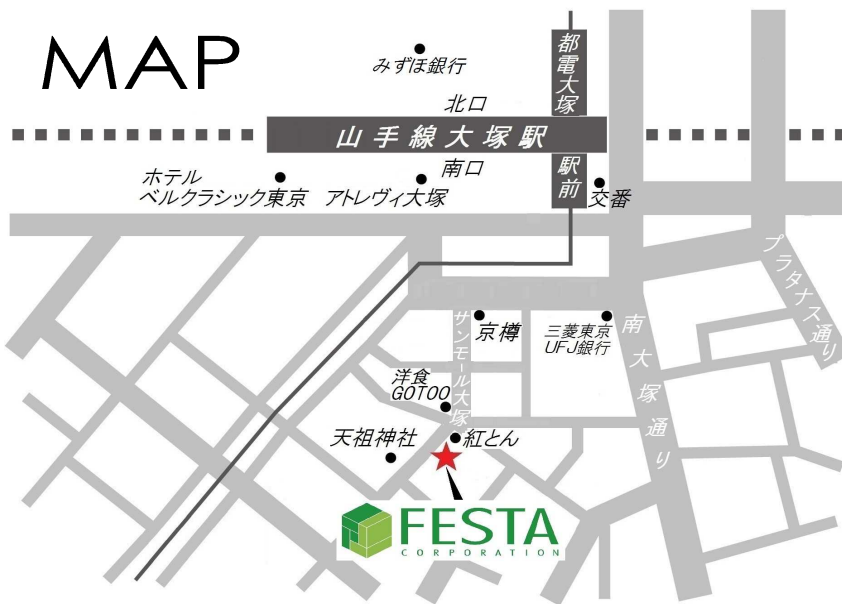 MAP
みずほ銀行
都電大塚
北口
山手線大塚駅
南口
駅前
ホテル
ベルクラシック東京
アトレヴィ大塚
交番
プラタナス通り
サンモール大塚
京樽
三菱東京
UFJ銀行
南大塚通り
洋食
GOTOO
天祖神社
紅とん
FESTA
CORPORATION